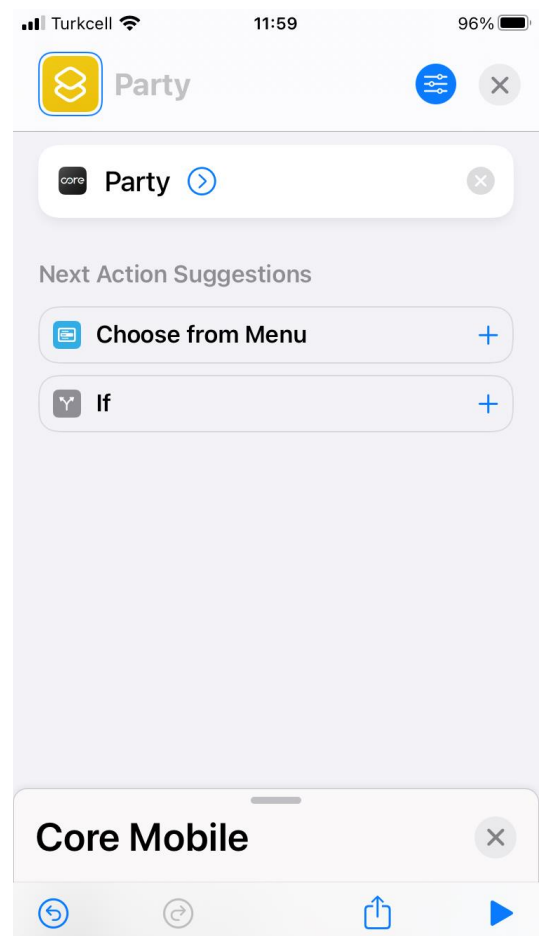 Turkcell 11:59 96%
Party
core Party
Next Action Suggestions
Choose from Menu
If
Core Mobile